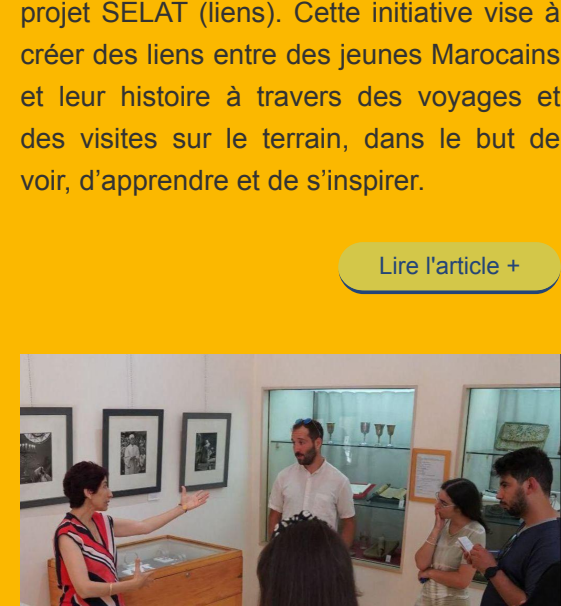 projet SELAT (liens). Cette initiative vise à
créer des liens entre des jeunes Marocains
et leur histoire à travers des voyages et
des visites sur le terrain, dans le but de
voir, d’apprendre et de s’inspirer.
Lire l'article +